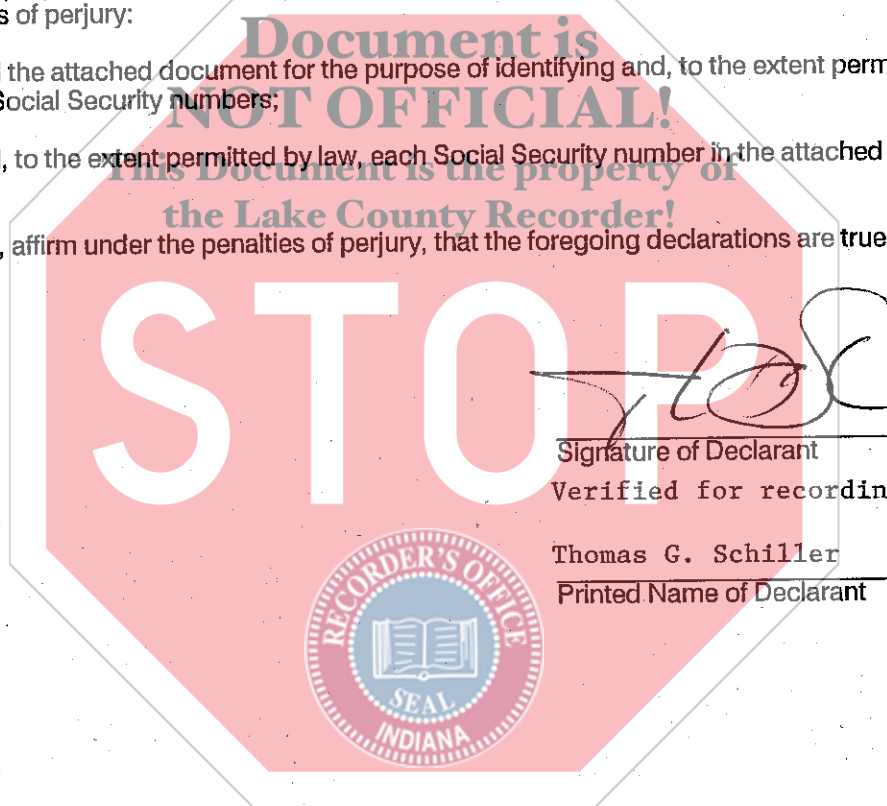 s of perjury:
Document is
the attached document for the purpose of identifying and, to the extent perm
Social Security numbers;
NOT OFFICIAL!
, to the extent permitted by law, each Social Security number in the attached
This Document is the property of
the Lake County Recorder!
, affirm under the penalties of perjury, that the foregoing declarations are true
STOP
Signature of Declarant
Verified for recordin
Thomas G. Schiller
Printed Name of Declarant
RECORDER'S OFFICE
SEAL
INDIANA